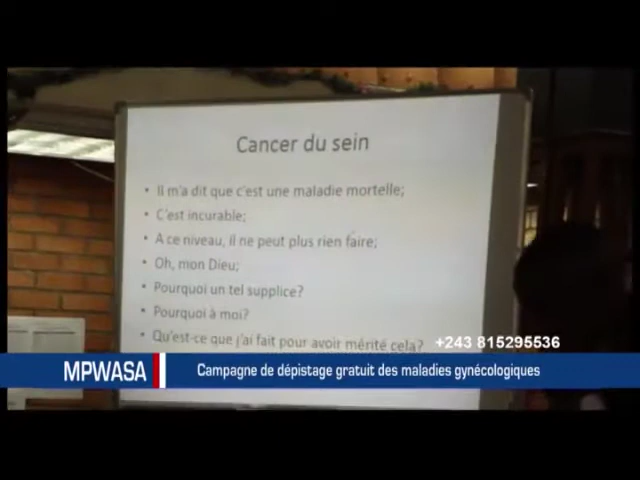 Cancer du sein
• Il m'a dit que c'est une maladie mortelle;
• C'est incurable;
• A ce niveau, il ne peut plus rien faire;
• Oh, mon Dieu;
• Pourquoi un tel supplice?
• Pourquoi à moi?
• Qu'est-ce que j'ai fait pour avoir mérité cela?
+243 815295536
MPWASA
Campagne de dépistage gratuit des maladies gynécologiques